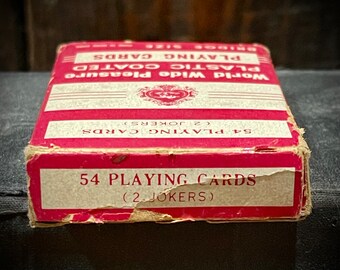 BRIDGE SIZE
PLAYING CARDS
PLASTIC COATED
World Wide Pleasure
54 PLAYING CARDS
(2 JOKERS)
54 PLAYING CARDS
(2 JOKERS)